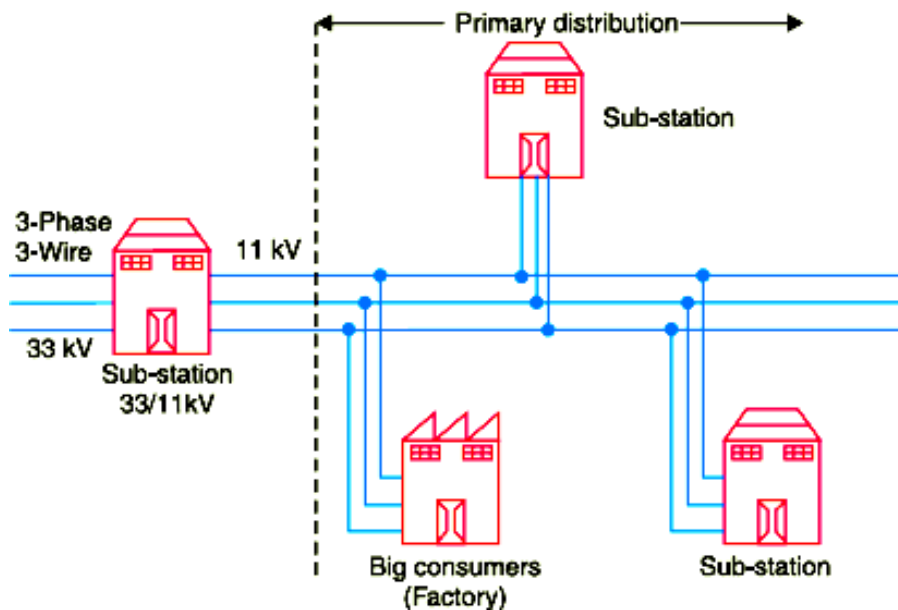 Primary distribution
Sub-station
3-Phase
3-Wire
11 kV
33 kV
Sub-station
33/11kV
Big consumers
(Factory)
Sub-station